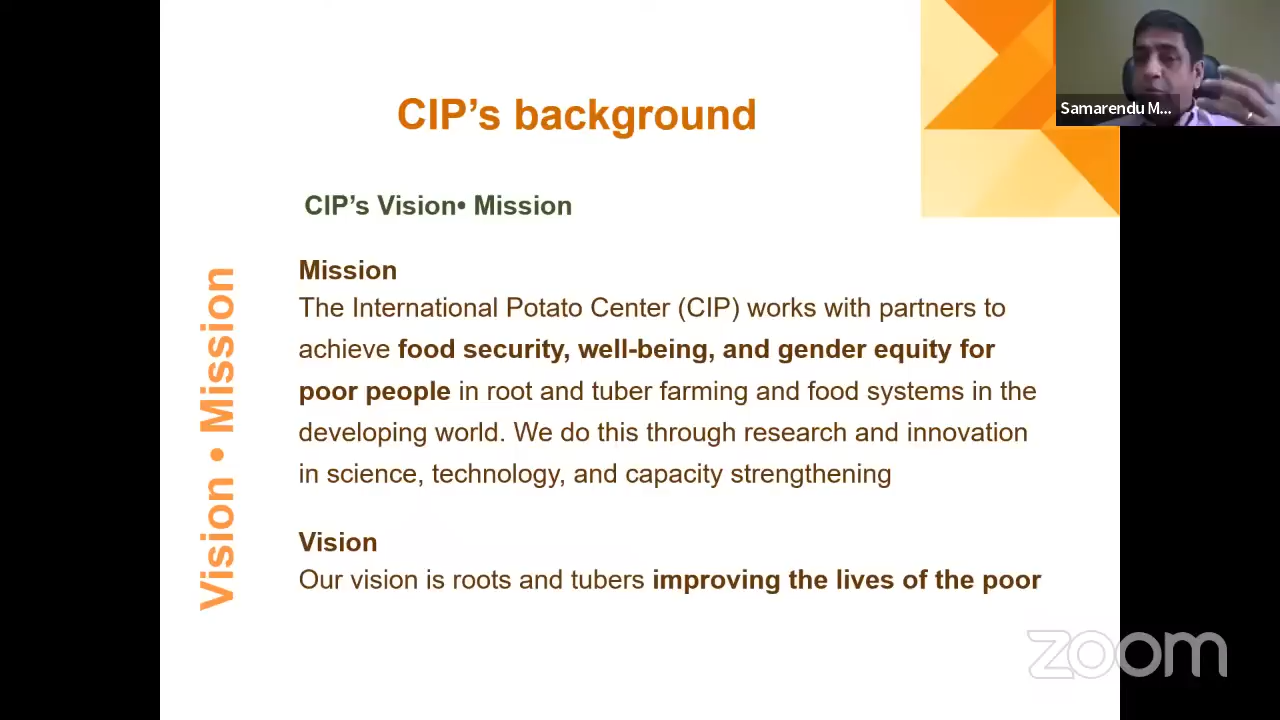 CIP's background
Samarendu M...
CIP's Vision• Mission
Vision • Mission
Mission
The International Potato Center (CIP) works with partners to
achieve food security, well-being, and gender equity for
poor people in root and tuber farming and food systems in the
developing world. We do this through research and innovation
in science, technology, and capacity strengthening
Vision
Our vision is roots and tubers improving the lives of the poor
zoom